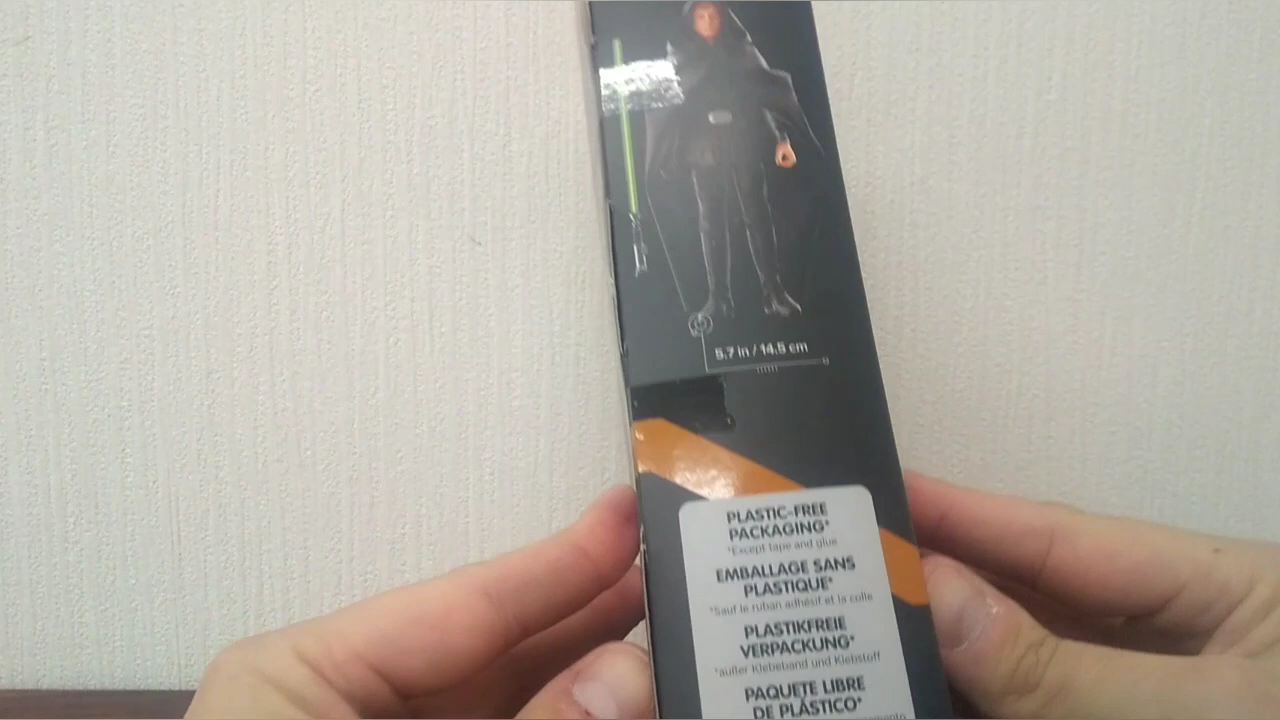 5.7 in / 14.5 cm
PLASTIC-FREE
PACKAGING*
*Except tape and glue
EMBALLAGE SANS
PLASTIQUE*
*Sauf le ruban adhésif et la colle
PLASTIKFREIE
VERPACKUNG*
*außer Klebeband und Klebstoff
PAQUETE LIBRE
DE PLÁSTICO*